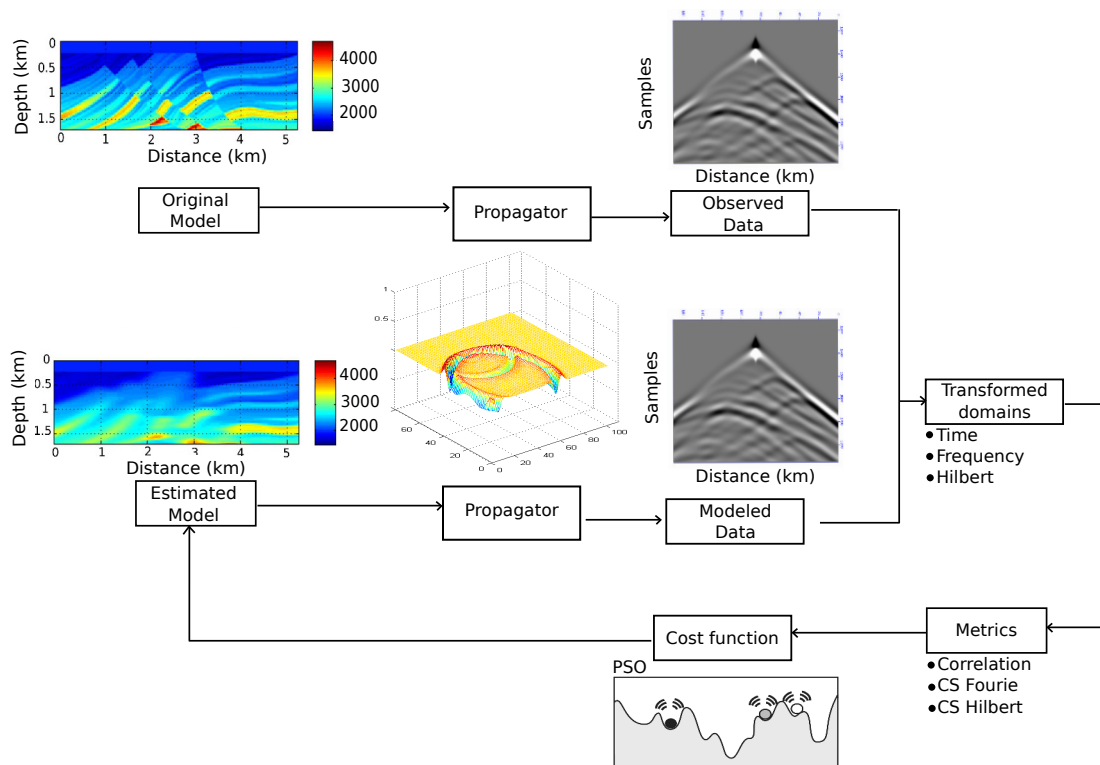 Depth (km)
0
0.5
1
1.5
0 1 2 3 4 5
Distance (km)
4000
3000
2000
Samples
Distance (km)
Original
Model
Propagator
Observed
Data
1
0.5
60
40
20
0
0 20 40 60 80 100
Depth (km)
0
0.5
1
1.5
0 1 2 3 4 5
Distance (km)
4000
3000
2000
Samples
Distance (km)
Estimated
Model
Propagator
Modeled
Data
Transformed
domains
● Time
● Frequency
● Hilbert
Cost function
Metrics
● Correlation
● CS Fourie
● CS Hilbert
PSO